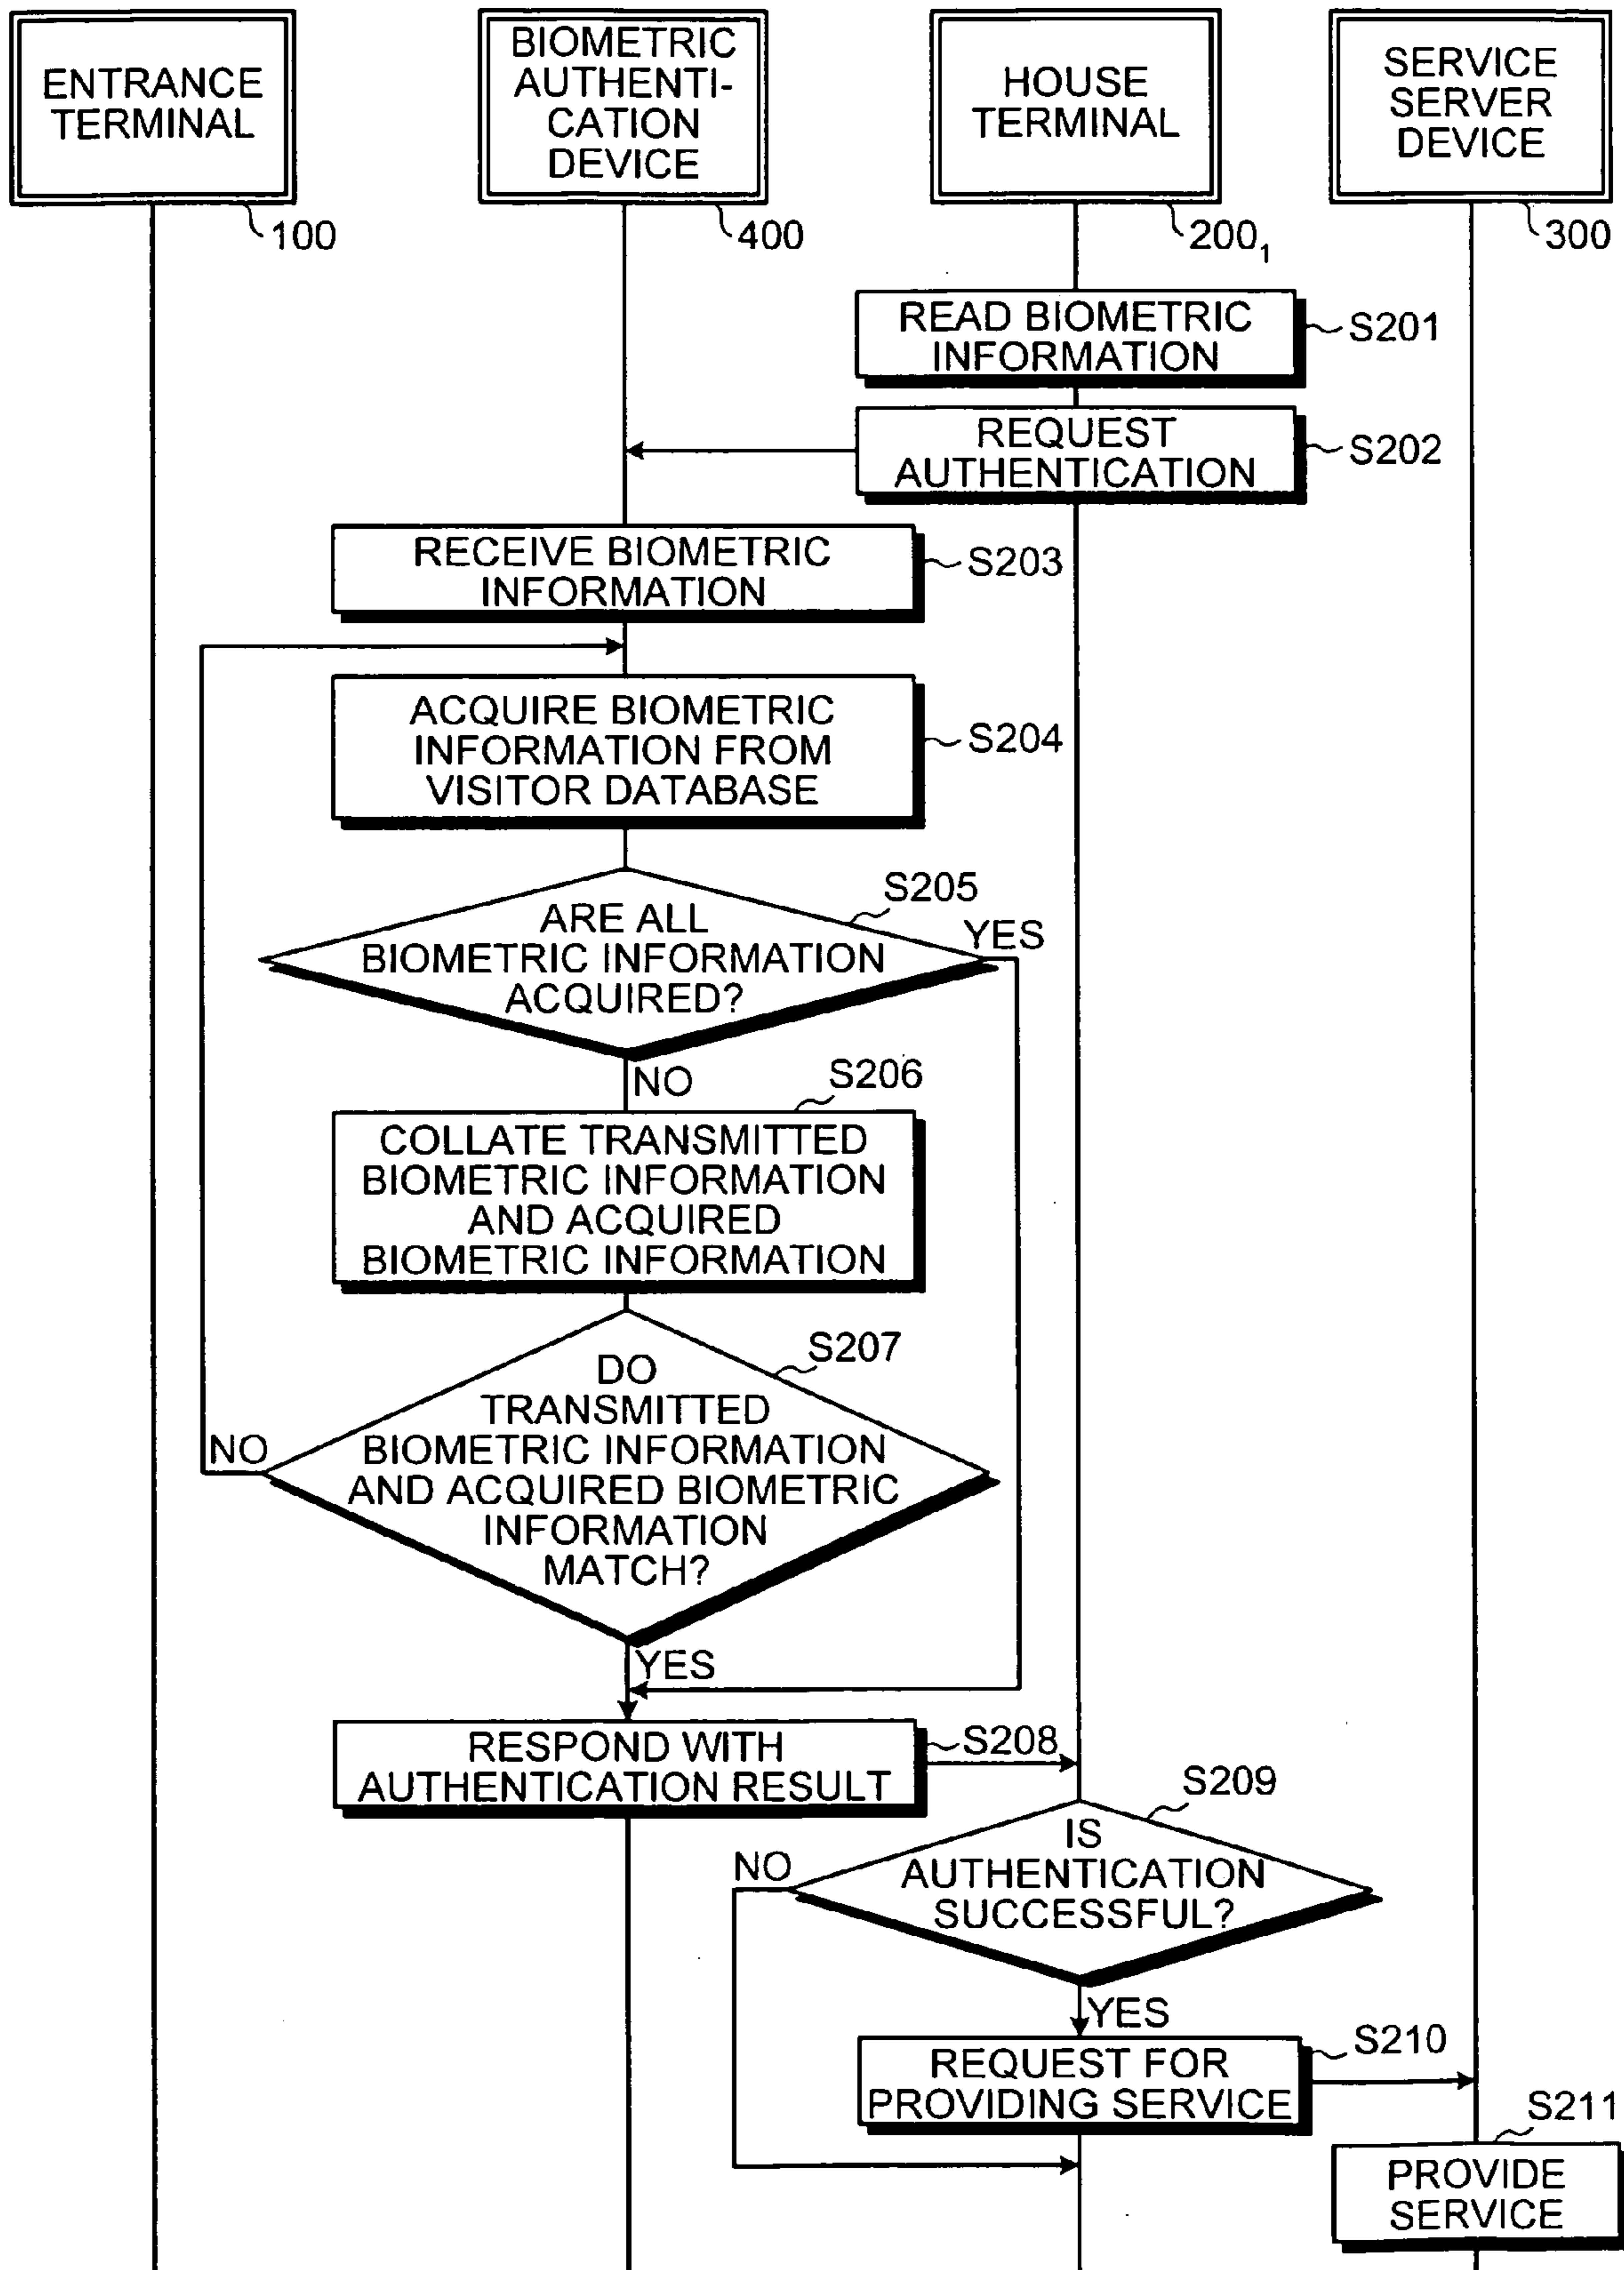 ENTRANCE
TERMINAL
100
BIOMETRIC
AUTHENTI-
CATION
DEVICE
400
HOUSE
TERMINAL
200₁
SERVICE
SERVER
DEVICE
300
READ BIOMETRIC
INFORMATION
S201
REQUEST
AUTHENTICATION
S202
RECEIVE BIOMETRIC
INFORMATION
S203
ACQUIRE BIOMETRIC
INFORMATION FROM
VISITOR DATABASE
S204
S205
ARE ALL
BIOMETRIC INFORMATION
ACQUIRED?
YES
NO
S206
COLLATE TRANSMITTED
BIOMETRIC INFORMATION
AND ACQUIRED
BIOMETRIC INFORMATION
S207
DO
TRANSMITTED
BIOMETRIC INFORMATION
AND ACQUIRED BIOMETRIC
INFORMATION
MATCH?
NO
YES
RESPOND WITH
AUTHENTICATION RESULT
S208
S209
IS
AUTHENTICATION
SUCCESSFUL?
NO
YES
REQUEST FOR
PROVIDING SERVICE
S210
S211
PROVIDE
SERVICE